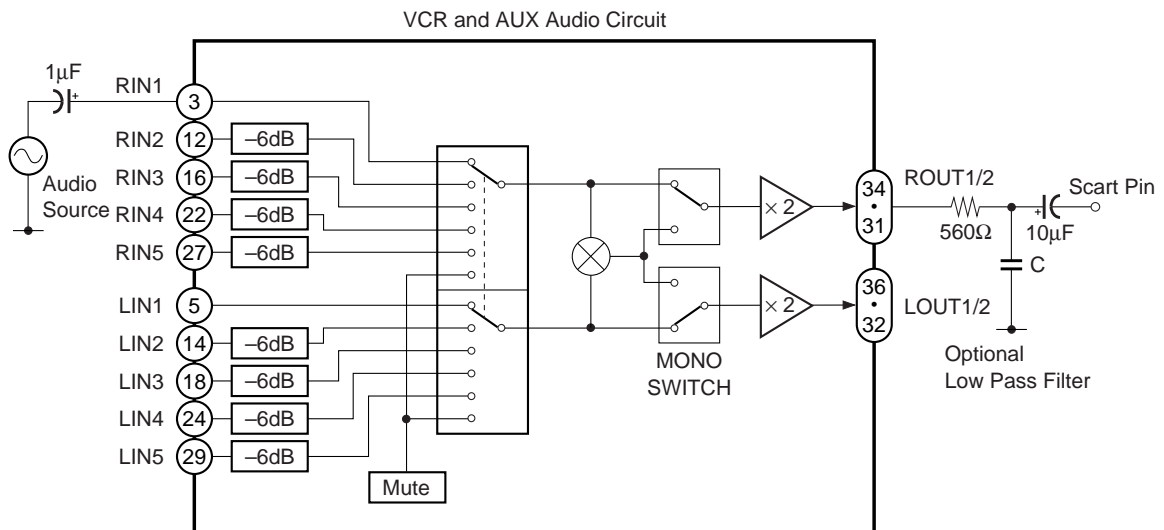 VCR and AUX Audio Circuit
1μF
+
RIN1
3
RIN2
12
–6dB
RIN3
16
–6dB
RIN4
22
–6dB
RIN5
27
–6dB
Audio
Source
LIN1
5
LIN2
14
–6dB
LIN3
18
–6dB
LIN4
24
–6dB
LIN5
29
–6dB
Mute
MONO
SWITCH
× 2
× 2
34
•
31
ROUT1/2
36
•
32
LOUT1/2
560Ω
+
10μF
Scart Pin
C
Optional
Low Pass Filter